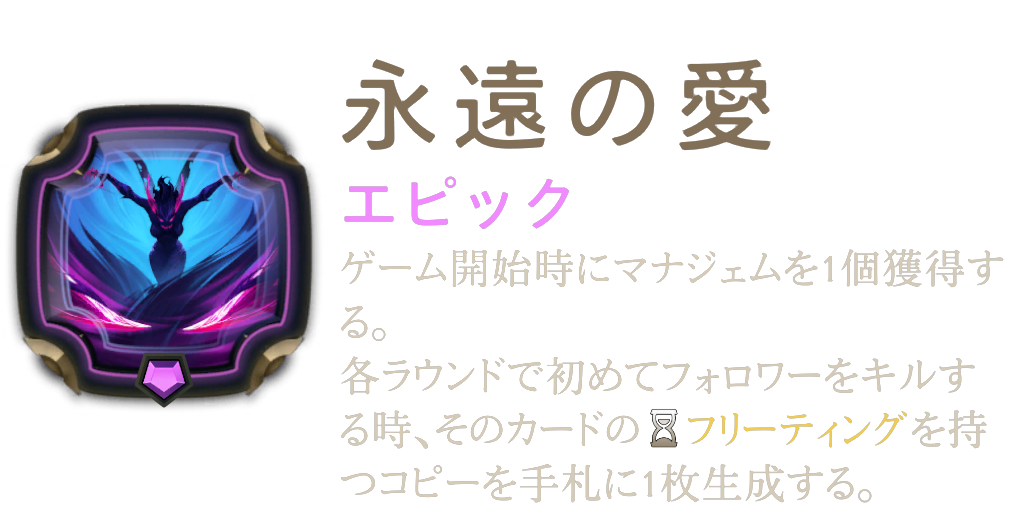 永遠の愛
エピック
ゲーム開始時にマナジェムを1個獲得す
る。
各ラウンドで初めてフォロワーをキルす
る時、そのカードのフリーティングを持
つコピーを手札に1枚生成する。